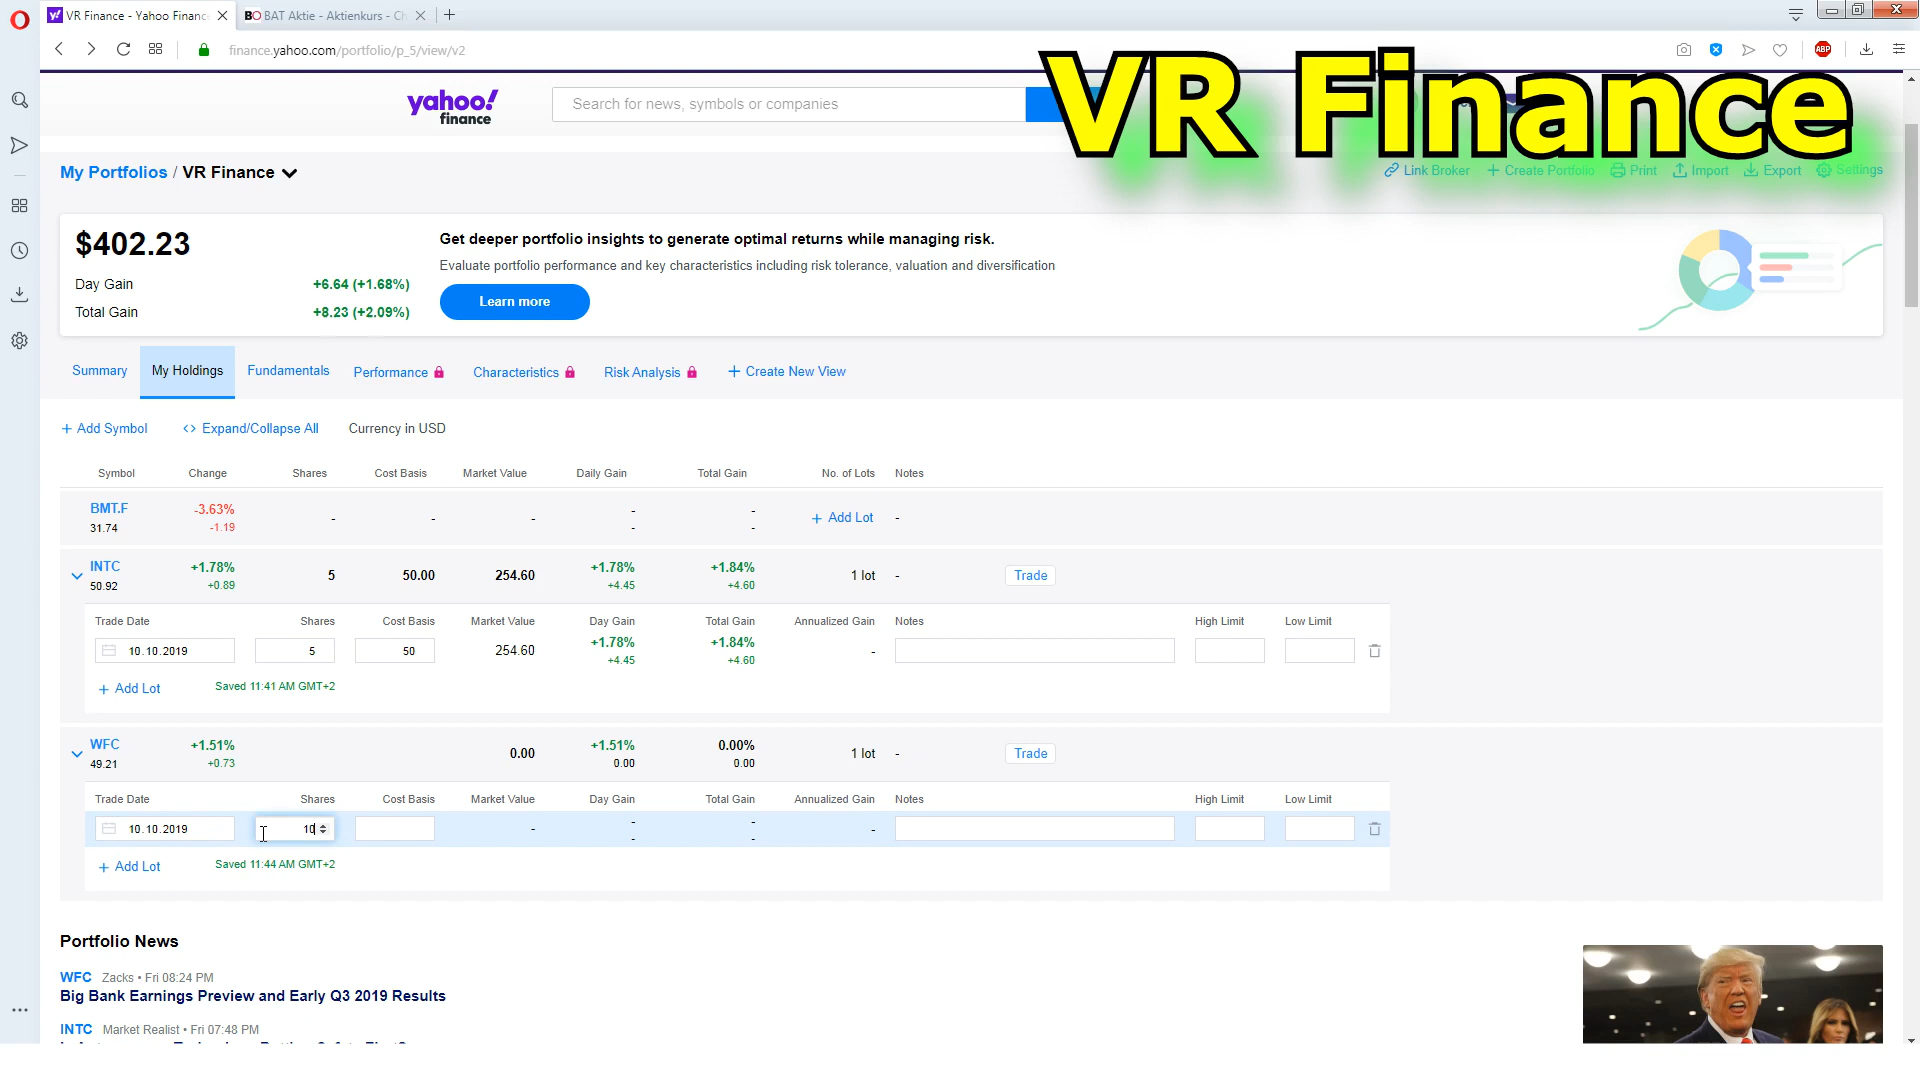 VR Finance - Yahoo Finance
BAT Aktie - Aktienkurs - C
finance.yahoo.com/portfolio/p_5/view/v2
ABP
VR Finance
yahoo!
finance
Search for news, symbols or companies
My Portfolios / VR Finance
Link Broker
Create Portfolio
Print
Import
Export
Settings
$402.23
Day Gain +6.64 (+1.68%)
Total Gain +8.23 (+2.09%)
Get deeper portfolio insights to generate optimal returns while managing risk.
Evaluate portfolio performance and key characteristics including risk tolerance, valuation and diversification
Learn more
Summary My Holdings Fundamentals Performance Characteristics Risk Analysis + Create New View
+ Add Symbol <> Expand/Collapse All Currency in USD
Symbol Change Shares Cost Basis Market Value Daily Gain Total Gain No. of Lots Notes
BMT.F -3.63% - - - - - + Add Lot -
31.74 -1.19 - -
INTC +1.78% 5 50.00 254.60 +1.78% +1.84% 1 lot - Trade
50.92 +0.89 +4.45 +4.60
Trade Date Shares Cost Basis Market Value Day Gain Total Gain Annualized Gain Notes High Limit Low Limit
10.10.2019 5 50 254.60 +1.78% +1.84% -
+4.45 +4.60
+ Add Lot Saved 11:41 AM GMT+2
WFC +1.51% 0.00 +1.51% 0.00% 1 lot - Trade
49.21 +0.73 0.00 0.00
Trade Date Shares Cost Basis Market Value Day Gain Total Gain Annualized Gain Notes High Limit Low Limit
10.10.2019 10 - - - -
- -
+ Add Lot Saved 11:44 AM GMT+2
Portfolio News
WFC Zacks • Fri 08:24 PM
Big Bank Earnings Preview and Early Q3 2019 Results
INTC Market Realist • Fri 07:48 PM